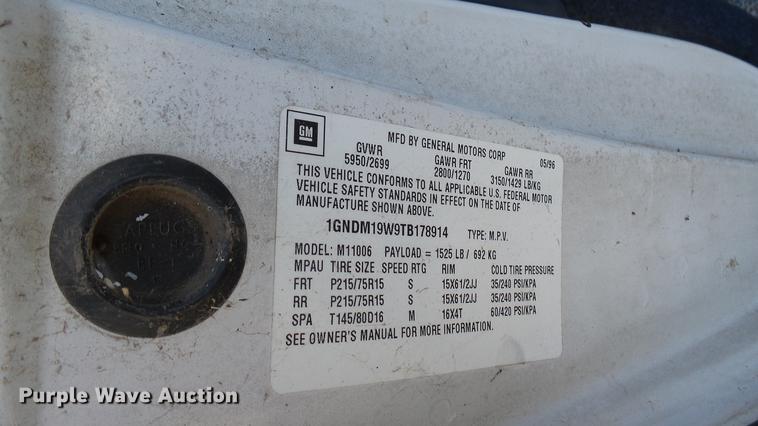 GM
MFD BY GENERAL MOTORS CORP 05/96
GVWR GAWR FRT GAWR RR
5950/2699 2800/1270 3150/1429 LB/KG
THIS VEHICLE CONFORMS TO ALL APPLICABLE U.S. FEDERAL MOTOR
VEHICLE SAFETY STANDARDS IN EFFECT ON THE DATE OF
MANUFACTURE SHOWN ABOVE.
1GNDM19W9TB178914 TYPE: M.P.V.
MODEL: M11006 PAYLOAD = 1525 LB / 692 KG
MPAU TIRE SIZE SPEED RTG RIM COLD TIRE PRESSURE
FRT P215/75R15 S 15X61/2JJ 35/240 PSI/KPA
RR P215/75R15 S 15X61/2JJ 35/240 PSI/KPA
SPA T145/80D16 M 16X4T 60/420 PSI/KPA
SEE OWNER'S MANUAL FOR MORE INFORMATION.
APLUG
Purple Wave Auction